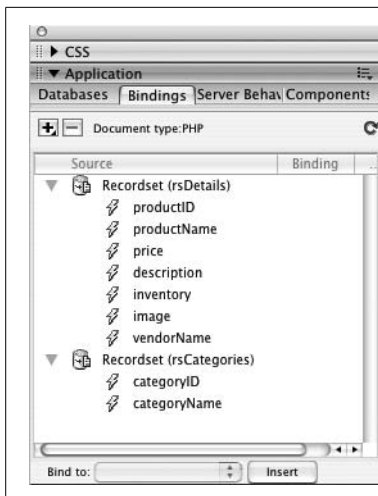 CSS
Application
Databases Bindings Server Behav Components
Document type:PHP
Source Binding ...
Recordset (rsDetails)
productID
productName
price
description
inventory
image
vendorName
Recordset (rsCategories)
categoryID
categoryName
Bind to: Insert